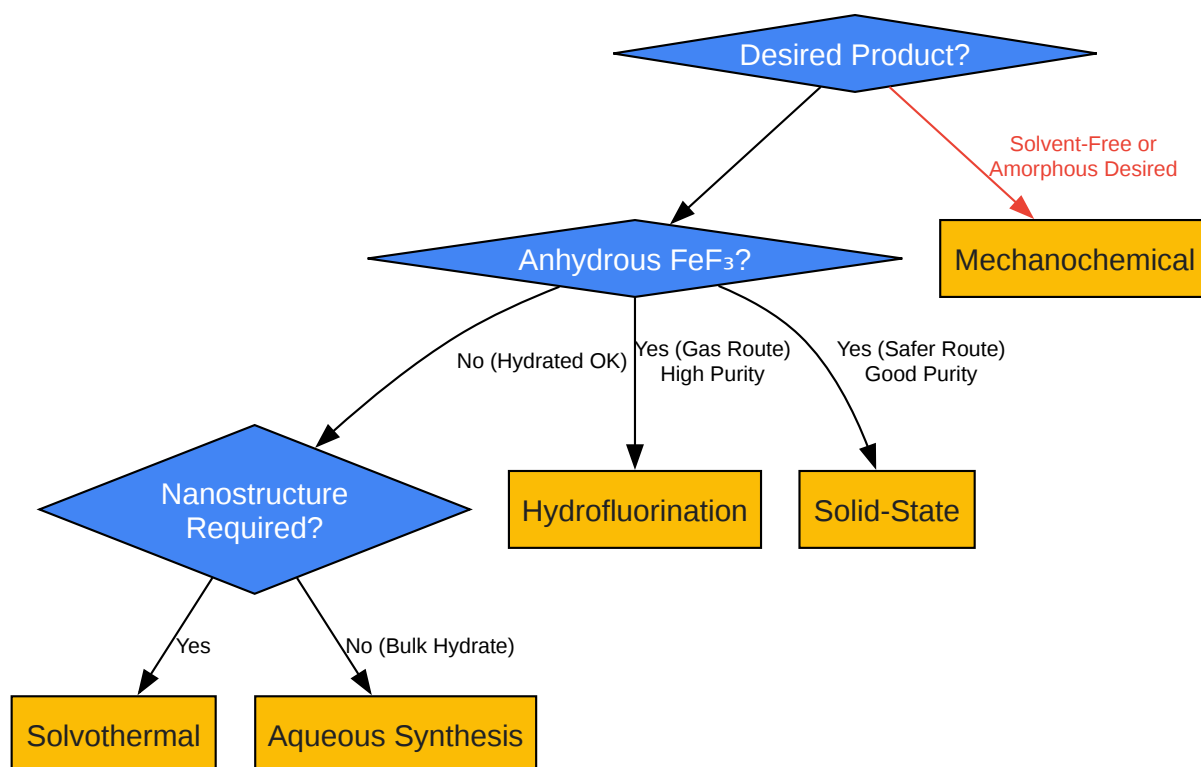 Desired Product?
Solvent-Free or
Amorphous Desired
Anhydrous FeF₃?
Mechanochemical
No (Hydrated OK)
Yes (Gas Route)
High Purity
Yes (Safer Route)
Good Purity
Nanostructure
Required?
Hydrofluorination
Solid-State
Yes
No (Bulk Hydrate)
Solvothermal
Aqueous Synthesis